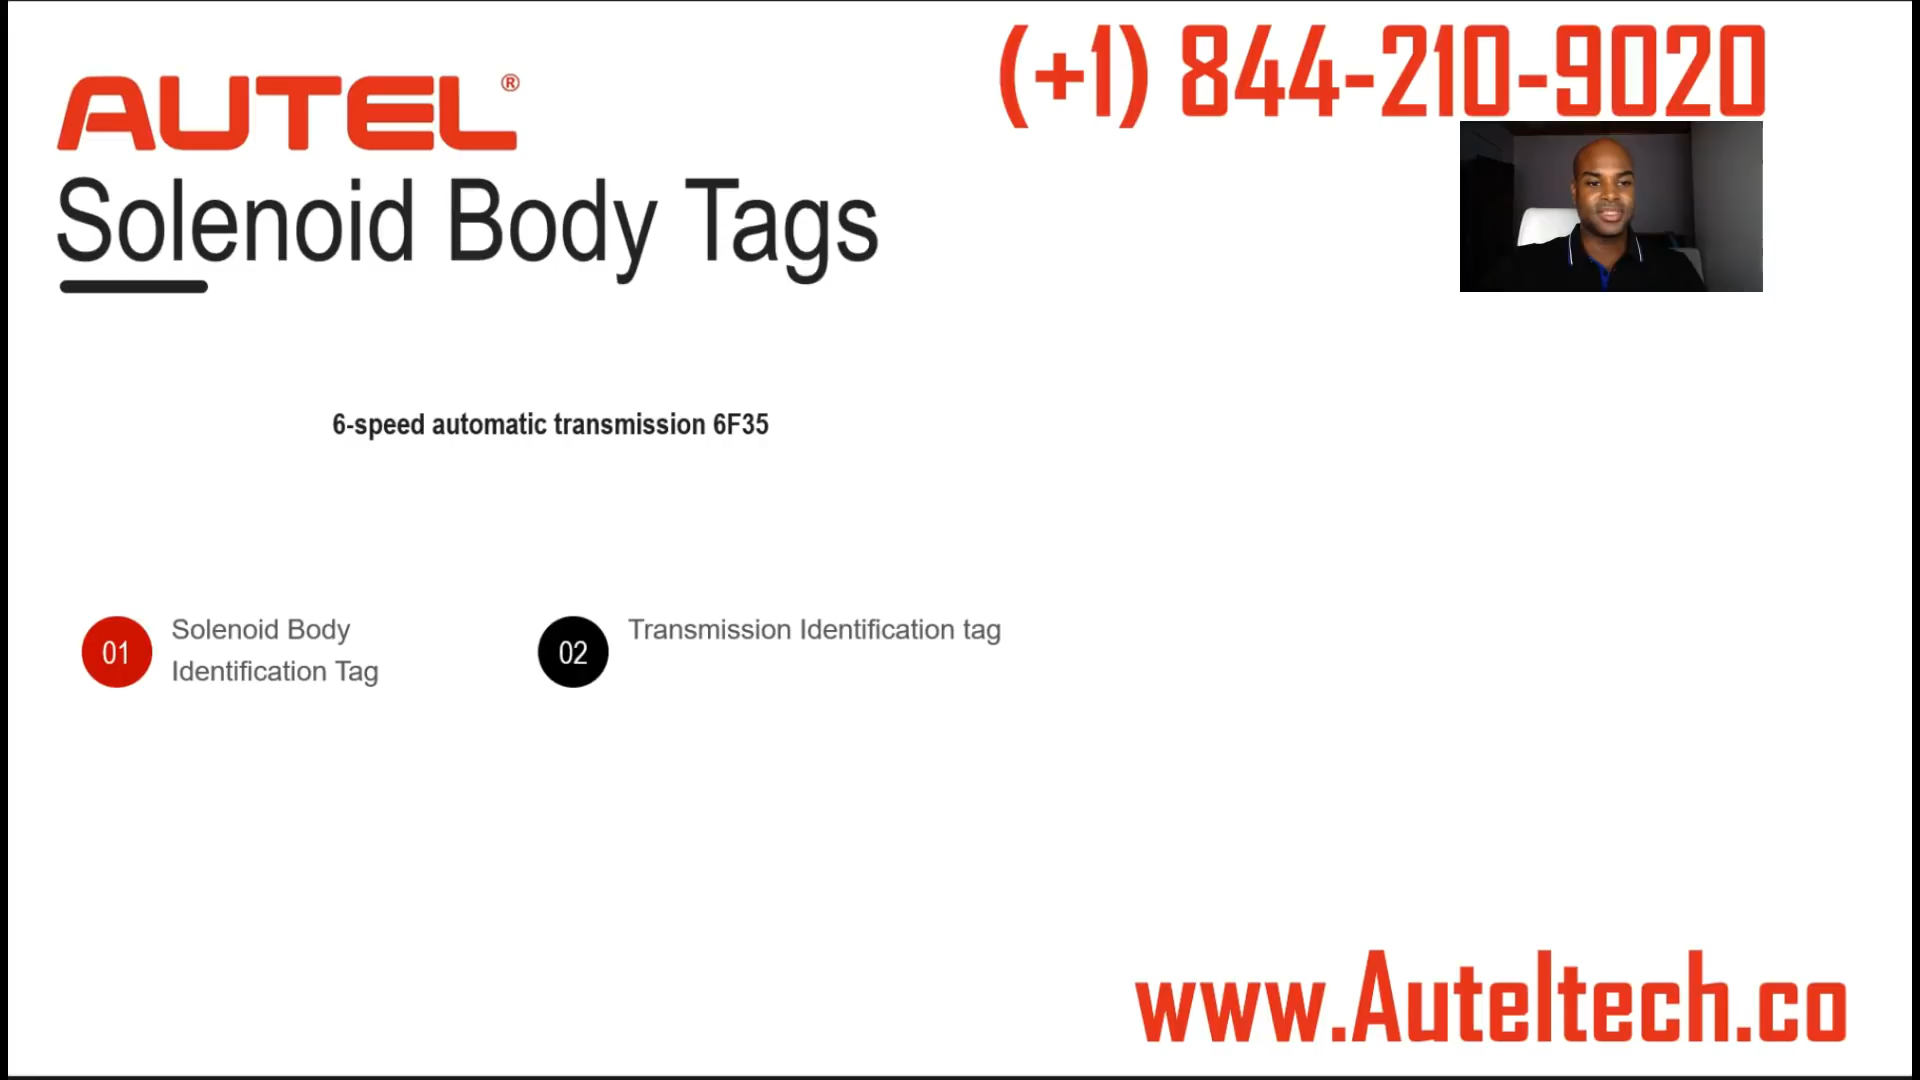 (+1) 844-210-9020
AUTEL®
Solenoid Body Tags
6-speed automatic transmission 6F35
01
Solenoid Body
Identification Tag
02
Transmission Identification tag
www.Auteltech.co